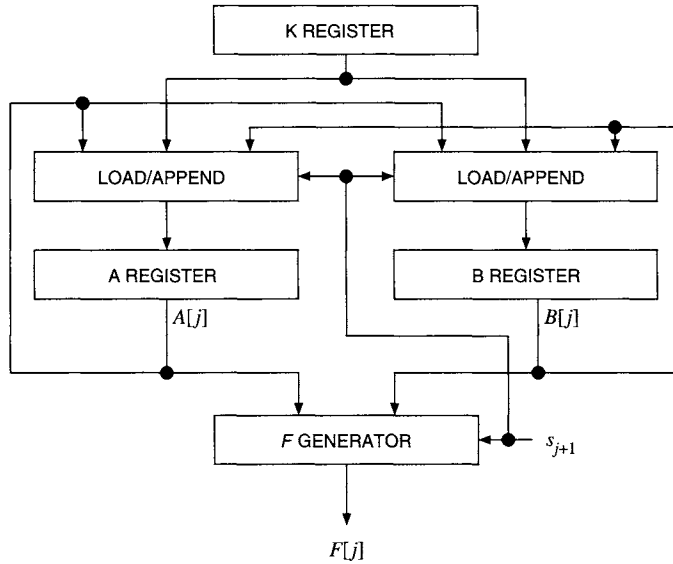 K REGISTER
LOAD/APPEND
LOAD/APPEND
A REGISTER
B REGISTER
A[j]
B[j]
F GENERATOR
s_{j+1}
F[j]